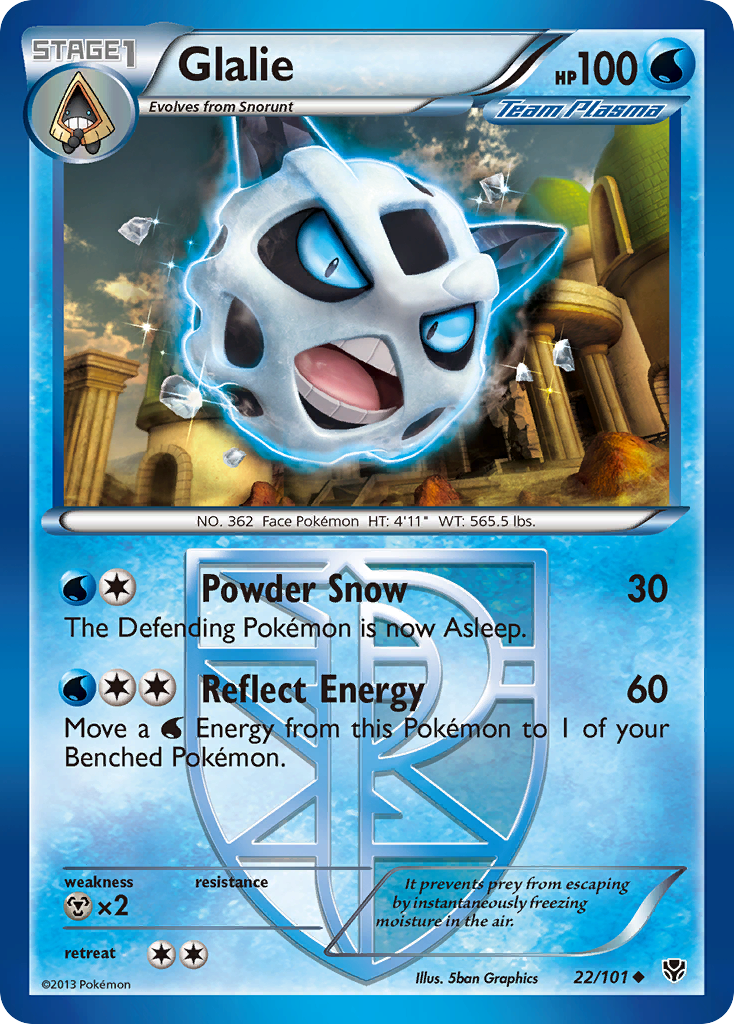 STAGE1
Glalie
HP100
Evolves from Snorunt
Team Plasma
NO. 362 Face Pokémon HT: 4'11" WT: 565.5 lbs.
Powder Snow 30
The Defending Pokémon is now Asleep.
Reflect Energy 60
Move a Energy from this Pokémon to 1 of your
Benched Pokémon.
weakness resistance
×2
It prevents prey from escaping
by instantaneously freezing
moisture in the air.
retreat
©2013 Pokémon
Illus. 5ban Graphics 22/101